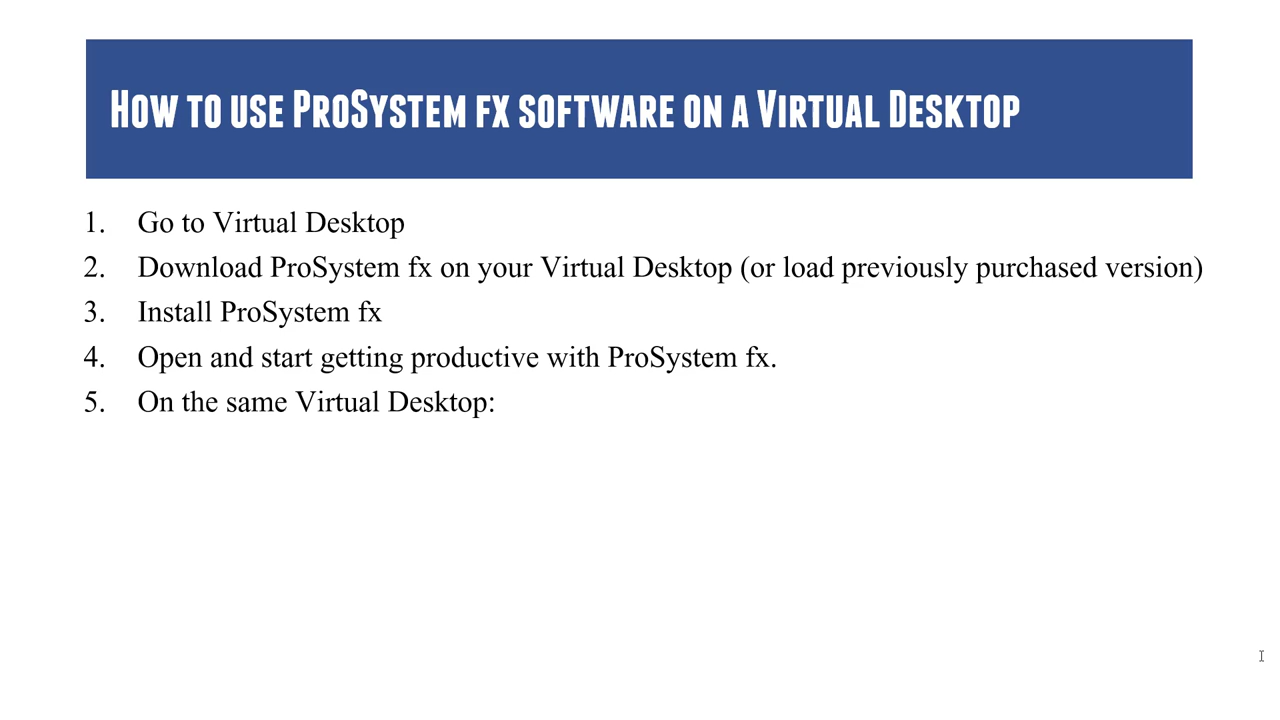 How to use ProSystem fx software on a Virtual Desktop
1. Go to Virtual Desktop
2. Download ProSystem fx on your Virtual Desktop (or load previously purchased version)
3. Install ProSystem fx
4. Open and start getting productive with ProSystem fx.
5. On the same Virtual Desktop: